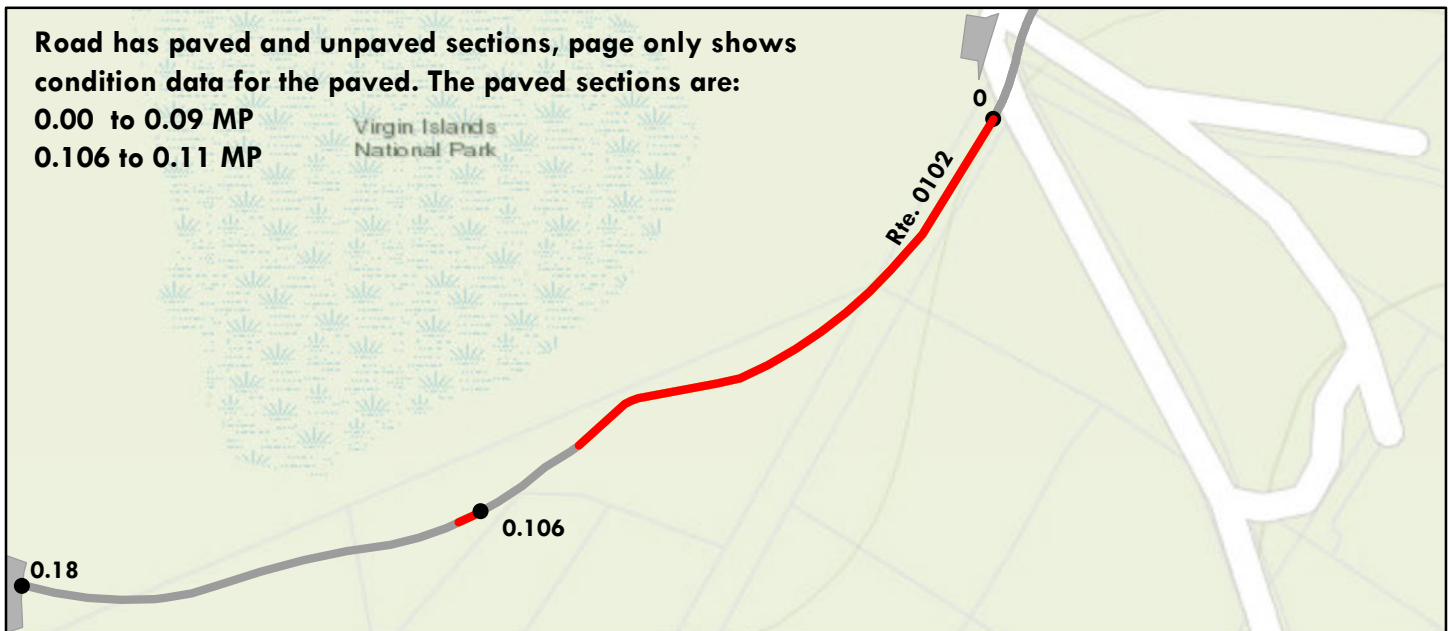 Road has paved and unpaved sections, page only shows
condition data for the paved. The paved sections are:
0.00 to 0.09 MP
0.106 to 0.11 MP
Virgin Islands
National Park
0
Rte. 0102
0.106
0.18